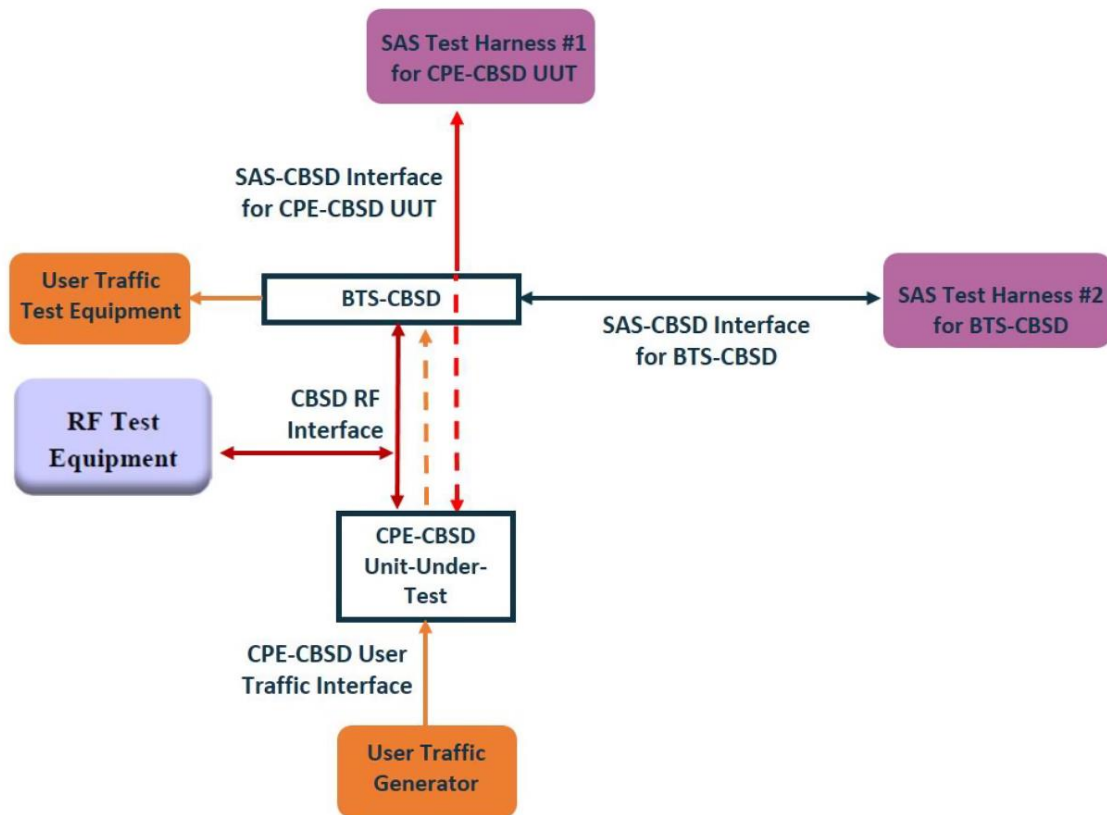 SAS Test Harness #1
for CPE-CBSD UUT
SAS-CBSD Interface
for CPE-CBSD UUT
User Traffic
Test Equipment
BTS-CBSD
SAS Test Harness #2
for BTS-CBSD
SAS-CBSD Interface
for BTS-CBSD
RF Test
Equipment
CBSD RF
Interface
CPE-CBSD
Unit-Under-
Test
CPE-CBSD User
Traffic Interface
User Traffic
Generator